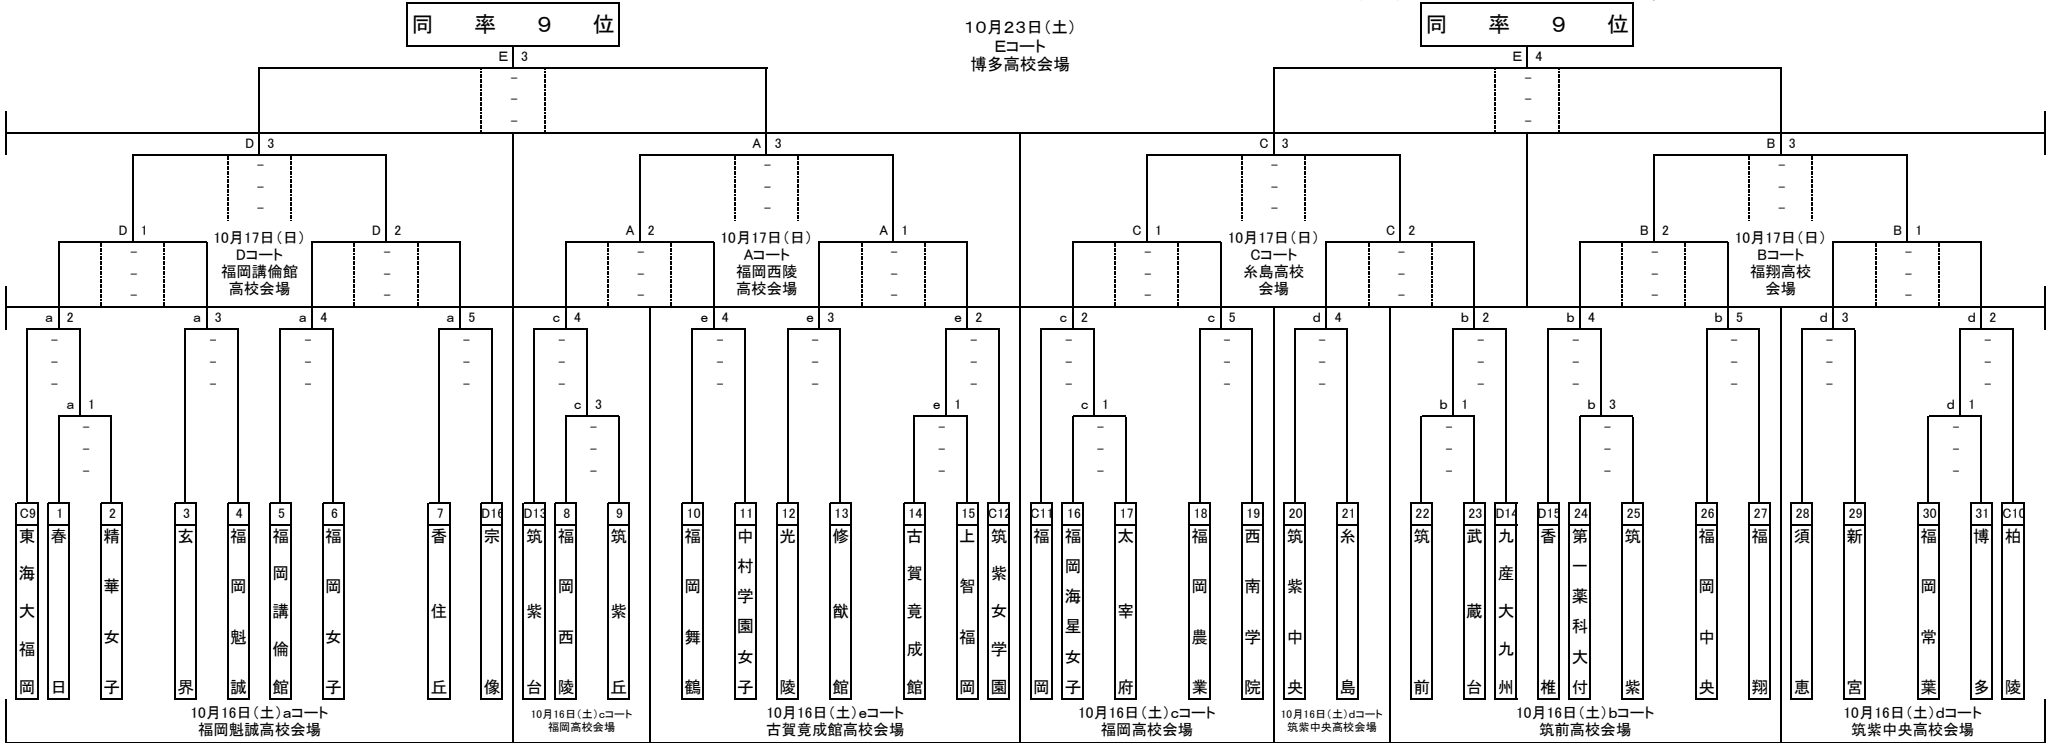 同 率 9 位
同 率 9 位
10月23日(土)
Eコート
博多高校会場
E 3
E 4
D 3
A 3
C 3
B 3
D 1
D 2
A 2
A 1
C 1
C 2
B 2
B 1
10月17日(日)
Dコート
福岡講倫館
高校会場
10月17日(日)
Aコート
福岡西陵
高校会場
10月17日(日)
Cコート
糸島高校
会場
10月17日(日)
Bコート
福翔高校
会場
a 2
a 3
a 4
a 5
c 4
e 4
e 3
e 2
c 2
c 5
d 4
b 2
b 4
b 5
d 3
d 2
a 1
c 3
e 1
c 1
b 1
b 3
d 1
C9 東海大福岡
1 春日
2 精華女子
3 玄界
4 福岡魁誠
5 福岡講倫館
6 福岡女子
7 香住丘
D16 宗像
D13 筑紫台
8 福岡西陵
9 筑紫丘
10 福岡舞鶴
11 中村学園女子
12 光陵
13 修猷館
14 古賀竟成館
15 上智福岡
C12 筑紫女学園
C11 福岡
16 福岡海星女子
17 太宰府
18 福岡農業
19 西南学院
20 筑紫中央
21 糸島
22 筑前
23 武蔵台
D14 九産大九州
D15 香椎
24 第一薬科大付
25 筑紫
26 福岡中央
27 福翔
28 須恵
29 新宮
30 福岡常葉
31 博多
C10 柏陵
10月16日(土)aコート
福岡魁誠高校会場
10月16日(土)cコート
福岡高校会場
10月16日(土)eコート
古賀竟成館高校会場
10月16日(土)cコート
福岡高校会場
10月16日(土)dコート
筑紫中央高校会場
10月16日(土)bコート
筑前高校会場
10月16日(土)dコート
筑紫中央高校会場